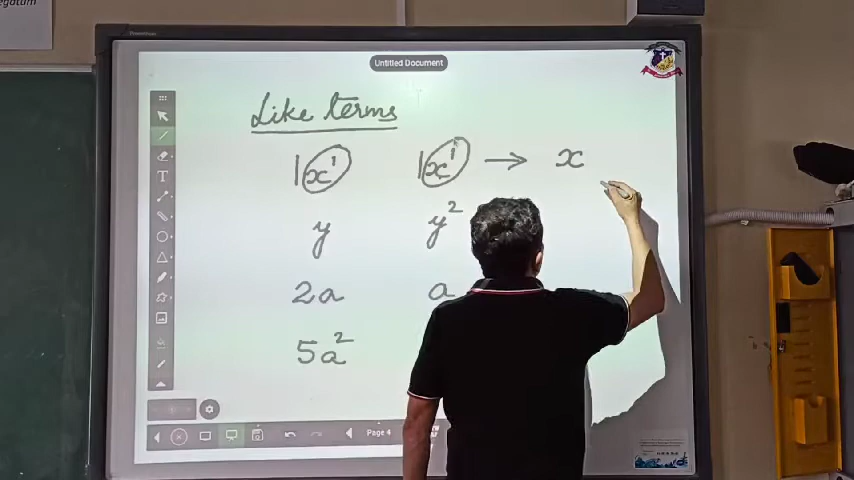 Untitled Document
Like terms
1x¹ 1x¹ → x
y y²
2a a
5a²
Page 4